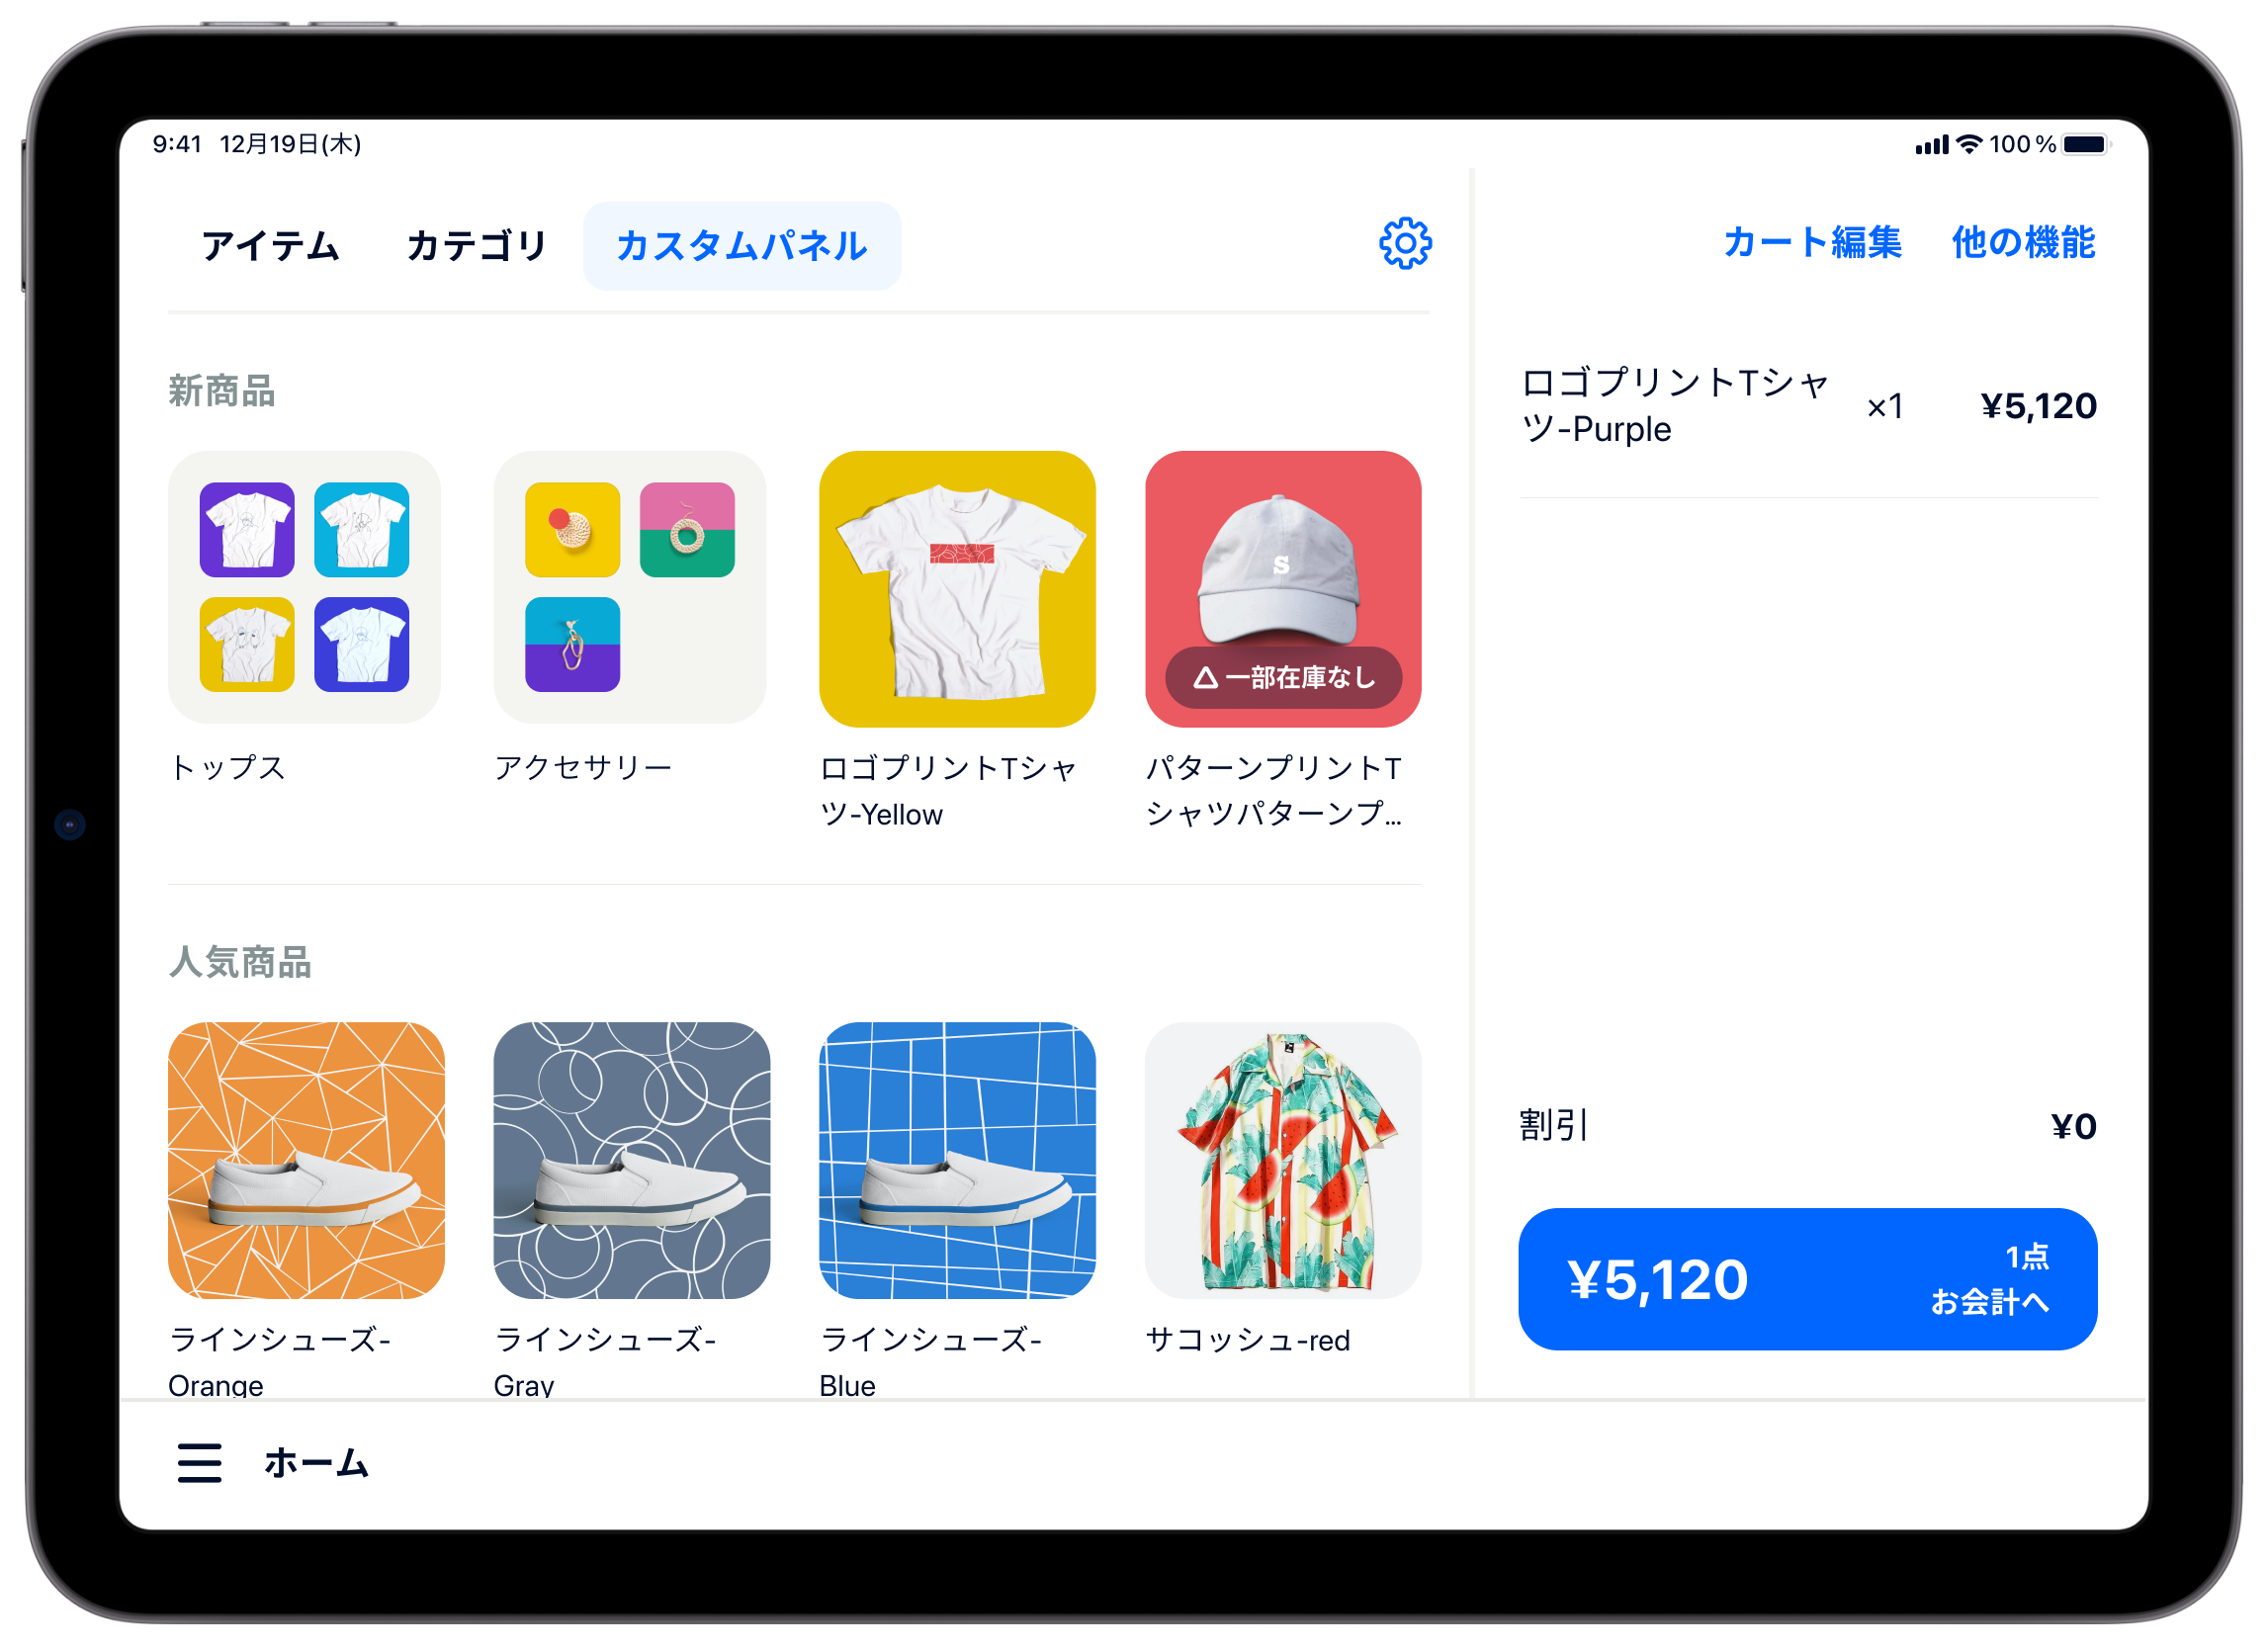 9:41 12月19日(木)
100%
アイテム カテゴリ カスタムパネル
カート編集 他の機能
新商品
S
△一部在庫なし
トップス
アクセサリー
ロゴプリントTシャ
ツ-Yellow
パターンプリントT
シャツパターンプ...
人気商品
ラインシューズ-
Orange
ラインシューズ-
Gray
ラインシューズ-
Blue
サコッシュ-red
ロゴプリントTシャ
ツ-Purple
×1
¥5,120
割引 ¥0
¥5,120
1点
お会計へ
ホーム